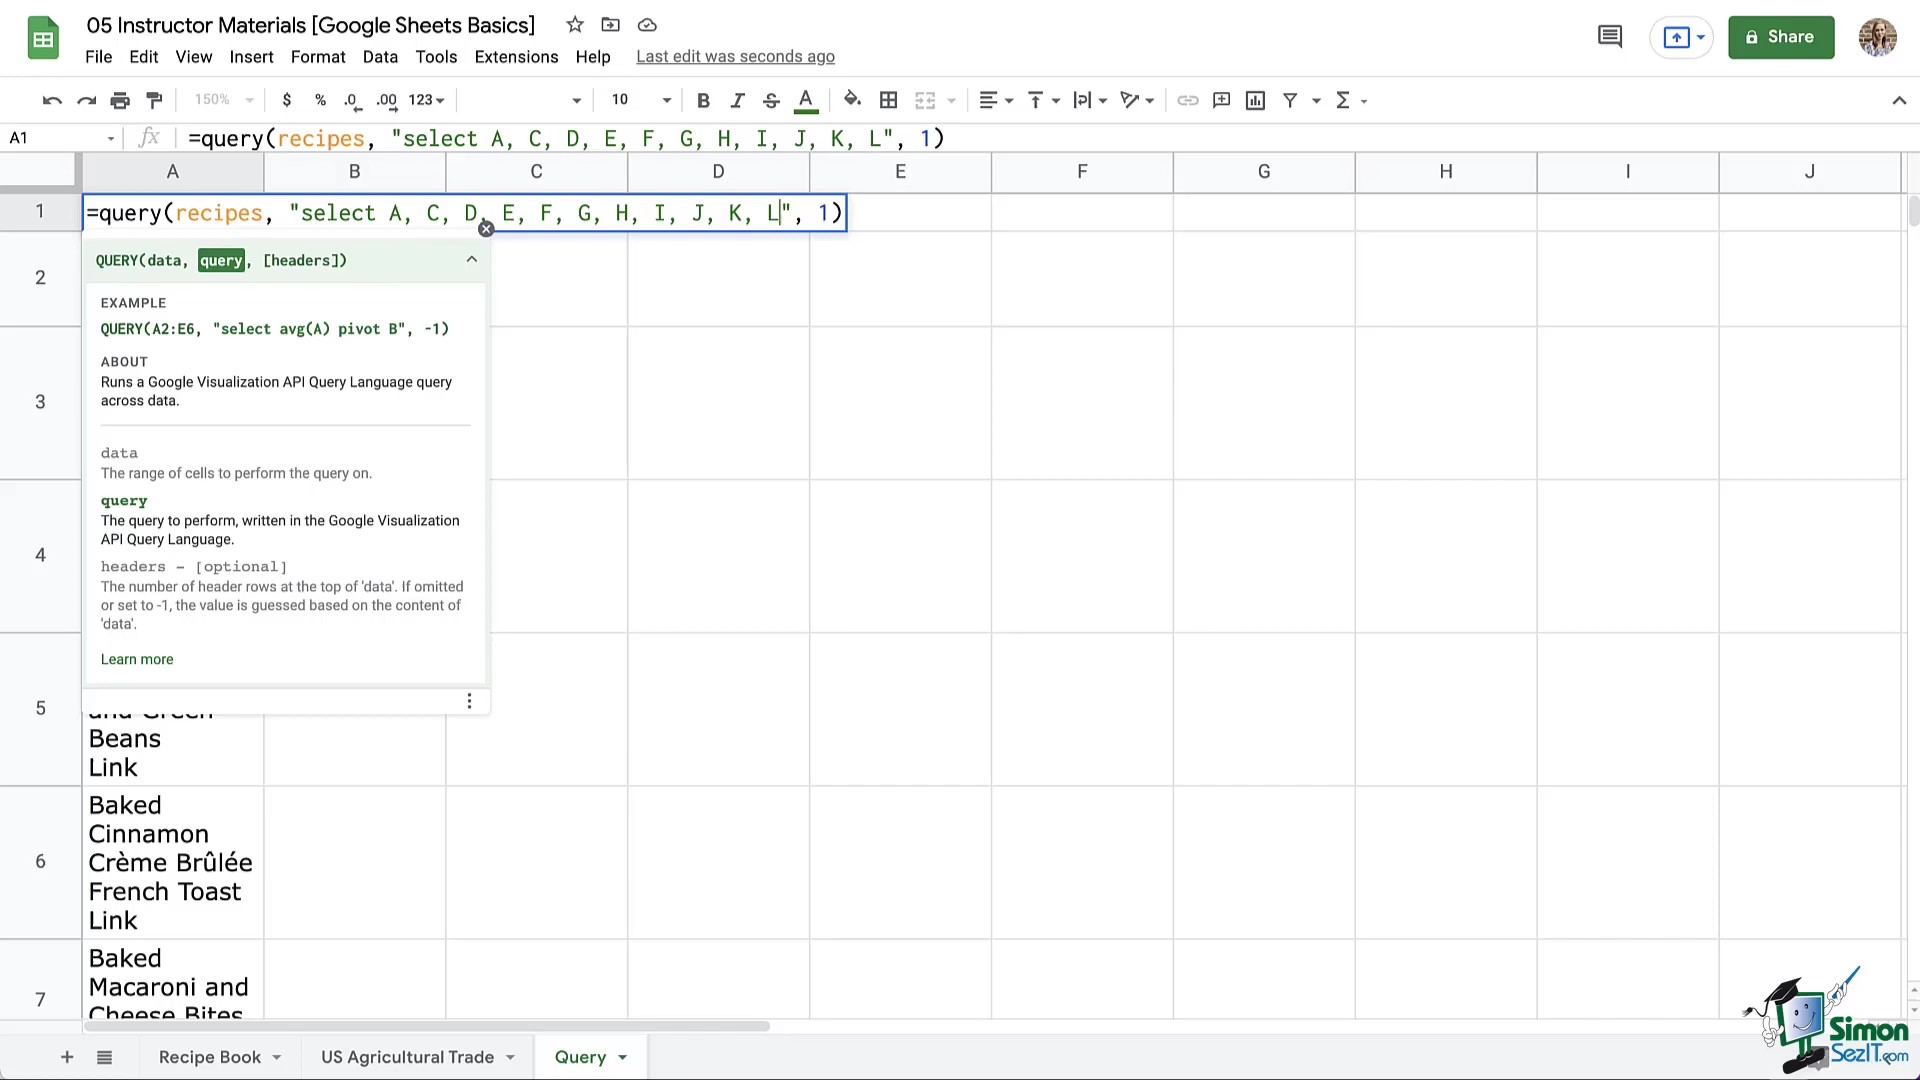 05 Instructor Materials [Google Sheets Basics]
File Edit View Insert Format Data Tools Extensions Help Last edit was seconds ago
Share
150% $ % .0 .00 123 10 B I S A
A1 fx =query(recipes, "select A, C, D, E, F, G, H, I, J, K, L", 1)
A B C D E F G H I J
1 =query(recipes, "select A, C, D, E, F, G, H, I, J, K, L", 1)
QUERY(data, query, [headers])
2
EXAMPLE
QUERY(A2:E6, "select avg(A) pivot B", -1)
ABOUT
Runs a Google Visualization API Query Language query
across data.
3
data
The range of cells to perform the query on.
query
The query to perform, written in the Google Visualization
API Query Language.
4
headers - [optional]
The number of header rows at the top of 'data'. If omitted
or set to -1, the value is guessed based on the content of
'data'.
Learn more
5
and Green
Beans
Link
6
Baked
Cinnamon
Crème Brûlée
French Toast
Link
7
Baked
Macaroni and
Cheese Bites
Recipe Book US Agricultural Trade Query
Simon
SezIT.com